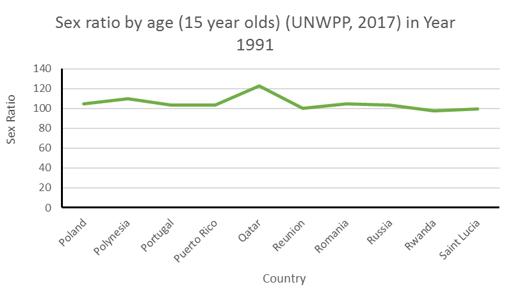 Sex ratio by age (15 year olds) (UNWPP, 2017) in Year
1991
140
120
100
80
60
40
20
0
Sex Ratio
Poland
Polynesia
Portugal
Puerto Rico
Qatar
Reunion
Romania
Russia
Rwanda
Saint Lucia
Country